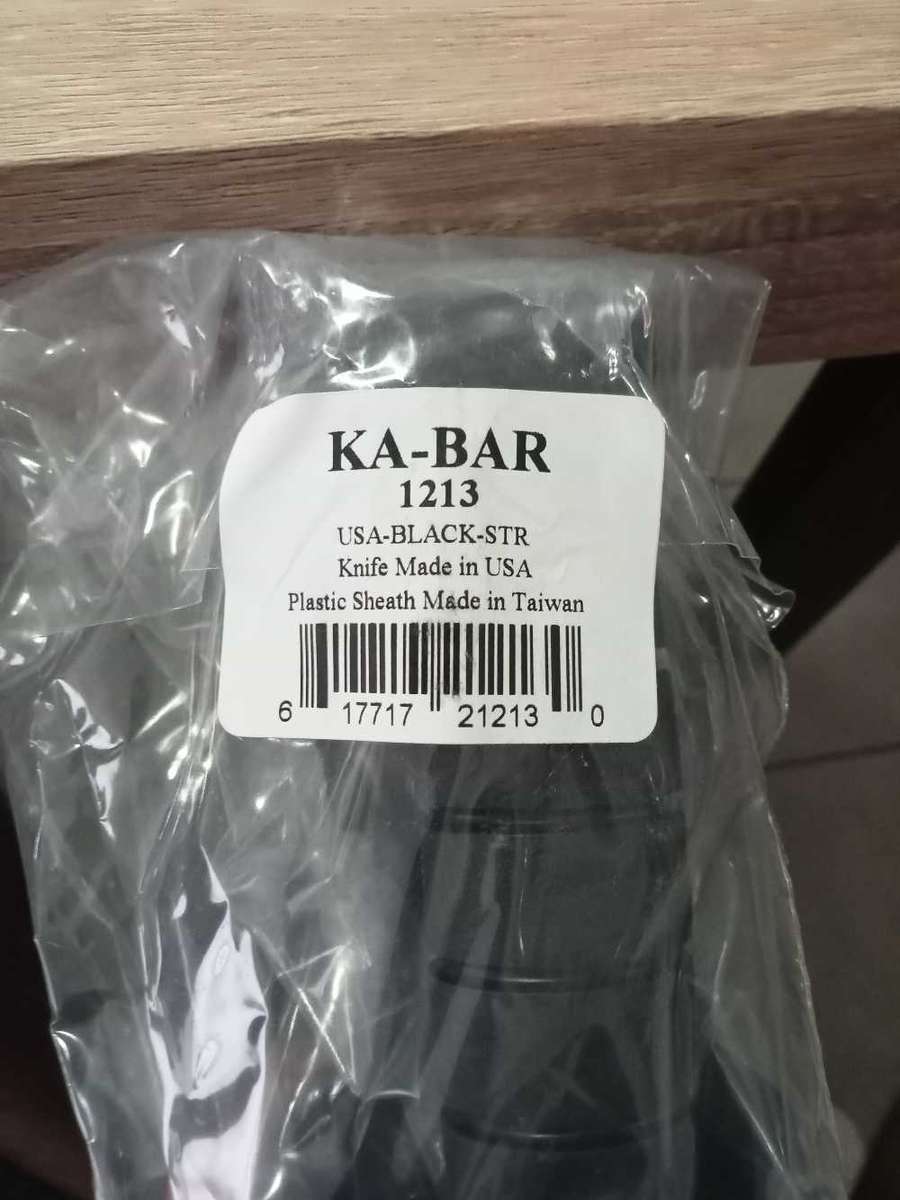 KA-BAR
1213
USA-BLACK-STR
Knife Made in USA
Plastic Sheath Made in Taiwan
6 17717 21213 0